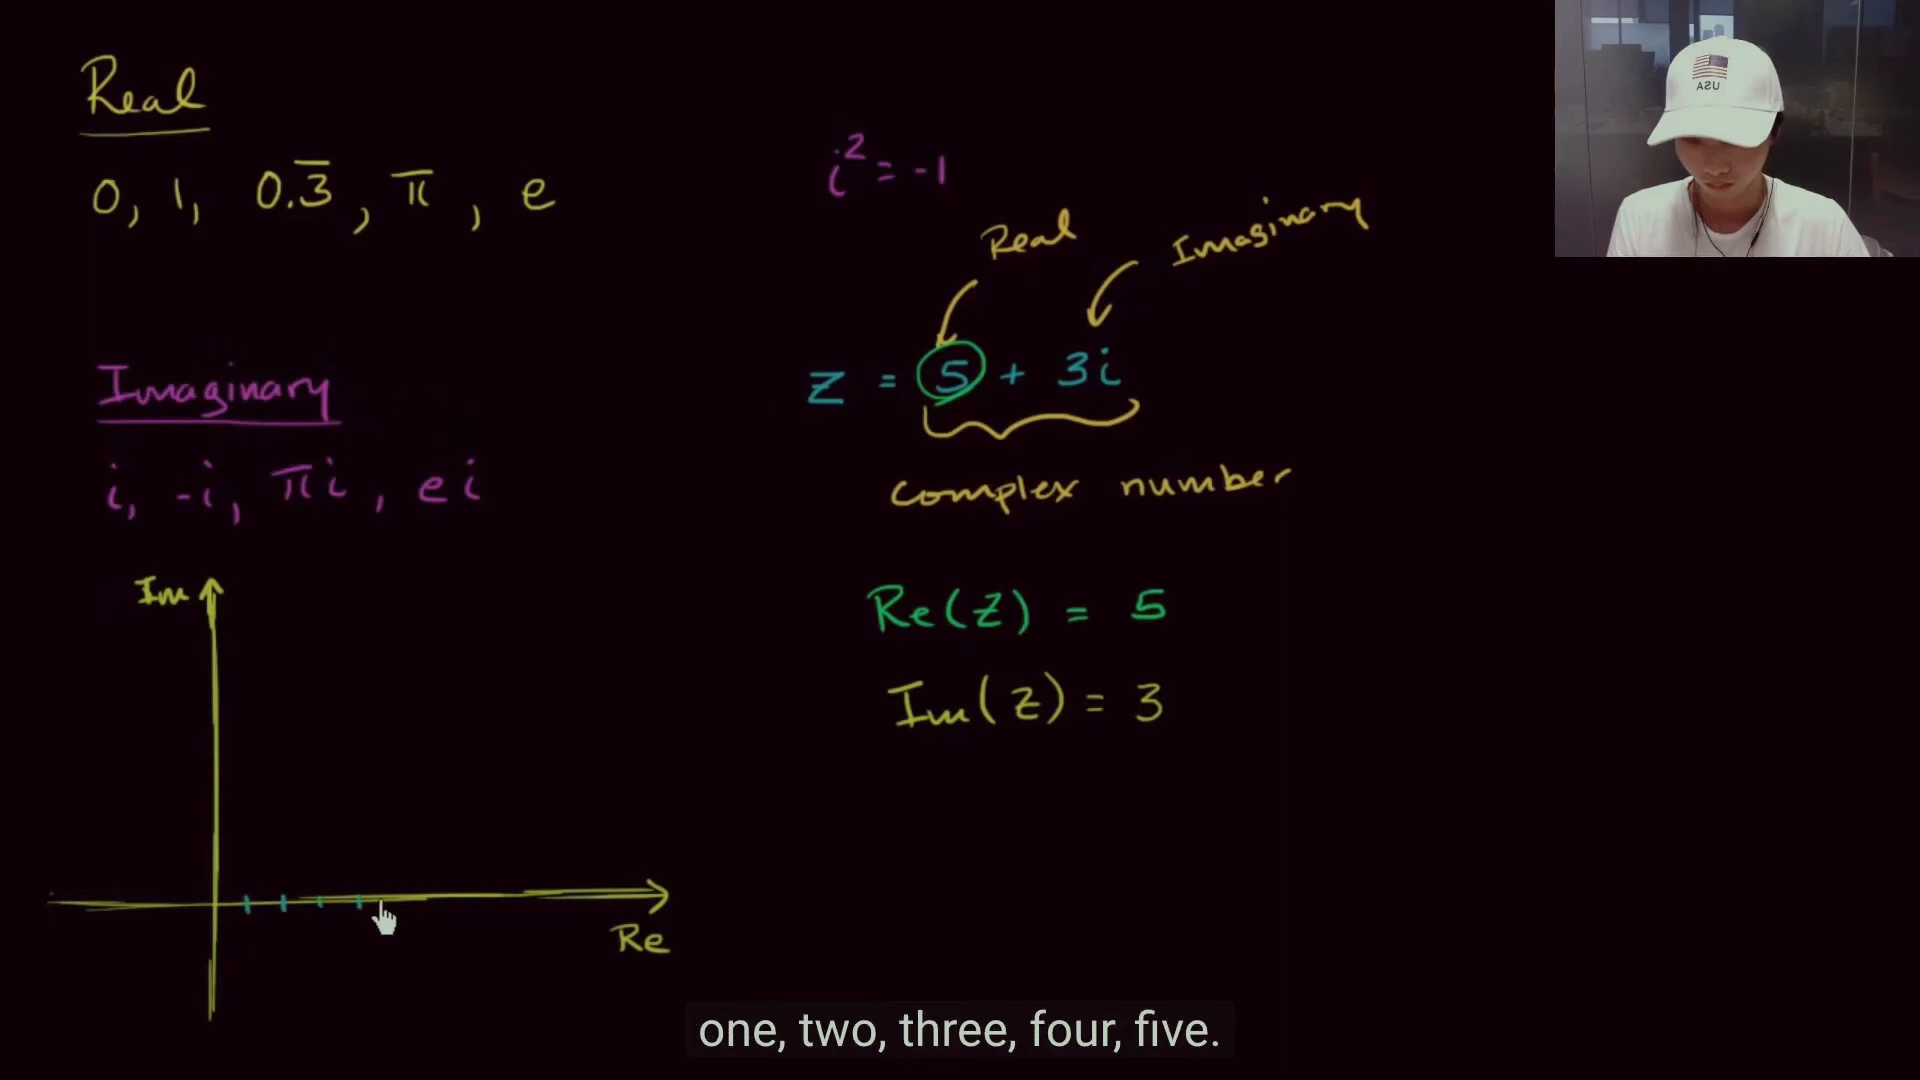 Real
0, 1, 0.3̅, π, e
ASU
i² = -1
Real
Imaginary
z = 5 + 3i
complex number
Imaginary
i, -i, πi, ei
Im
Re(z) = 5
Im(z) = 3
Re
one, two, three, four, five.